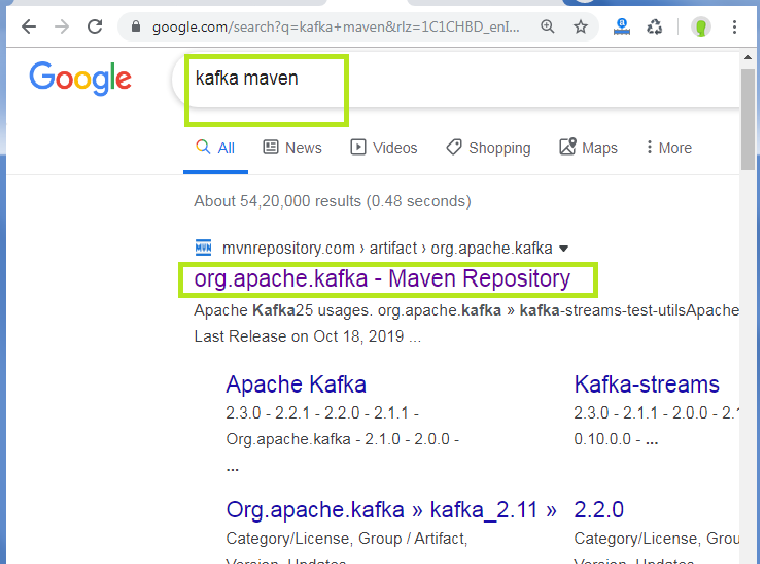 google.com/search?q=kafka+maven&rlz=1C1CHBD_enI...
Google
kafka maven
All News Videos Shopping Maps More
About 54,20,000 results (0.48 seconds)
MVN mvnrepository.com › artifact › org.apache.kafka
org.apache.kafka - Maven Repository
Apache Kafka25 usages. org.apache.kafka » kafka-streams-test-utilsApache
Last Release on Oct 18, 2019 ...
Apache Kafka
2.3.0 - 2.2.1 - 2.2.0 - 2.1.1 -
Org.apache.kafka - 2.1.0 - 2.0.0 -
...
Kafka-streams
2.3.0 - 2.1.1 - 2.0.0 - 2.
0.10.0.0 - ...
Org.apache.kafka » kafka_2.11 »
Category/License, Group / Artifact,
Version, Updates
2.2.0
Category/License, Grou
Version, Updates